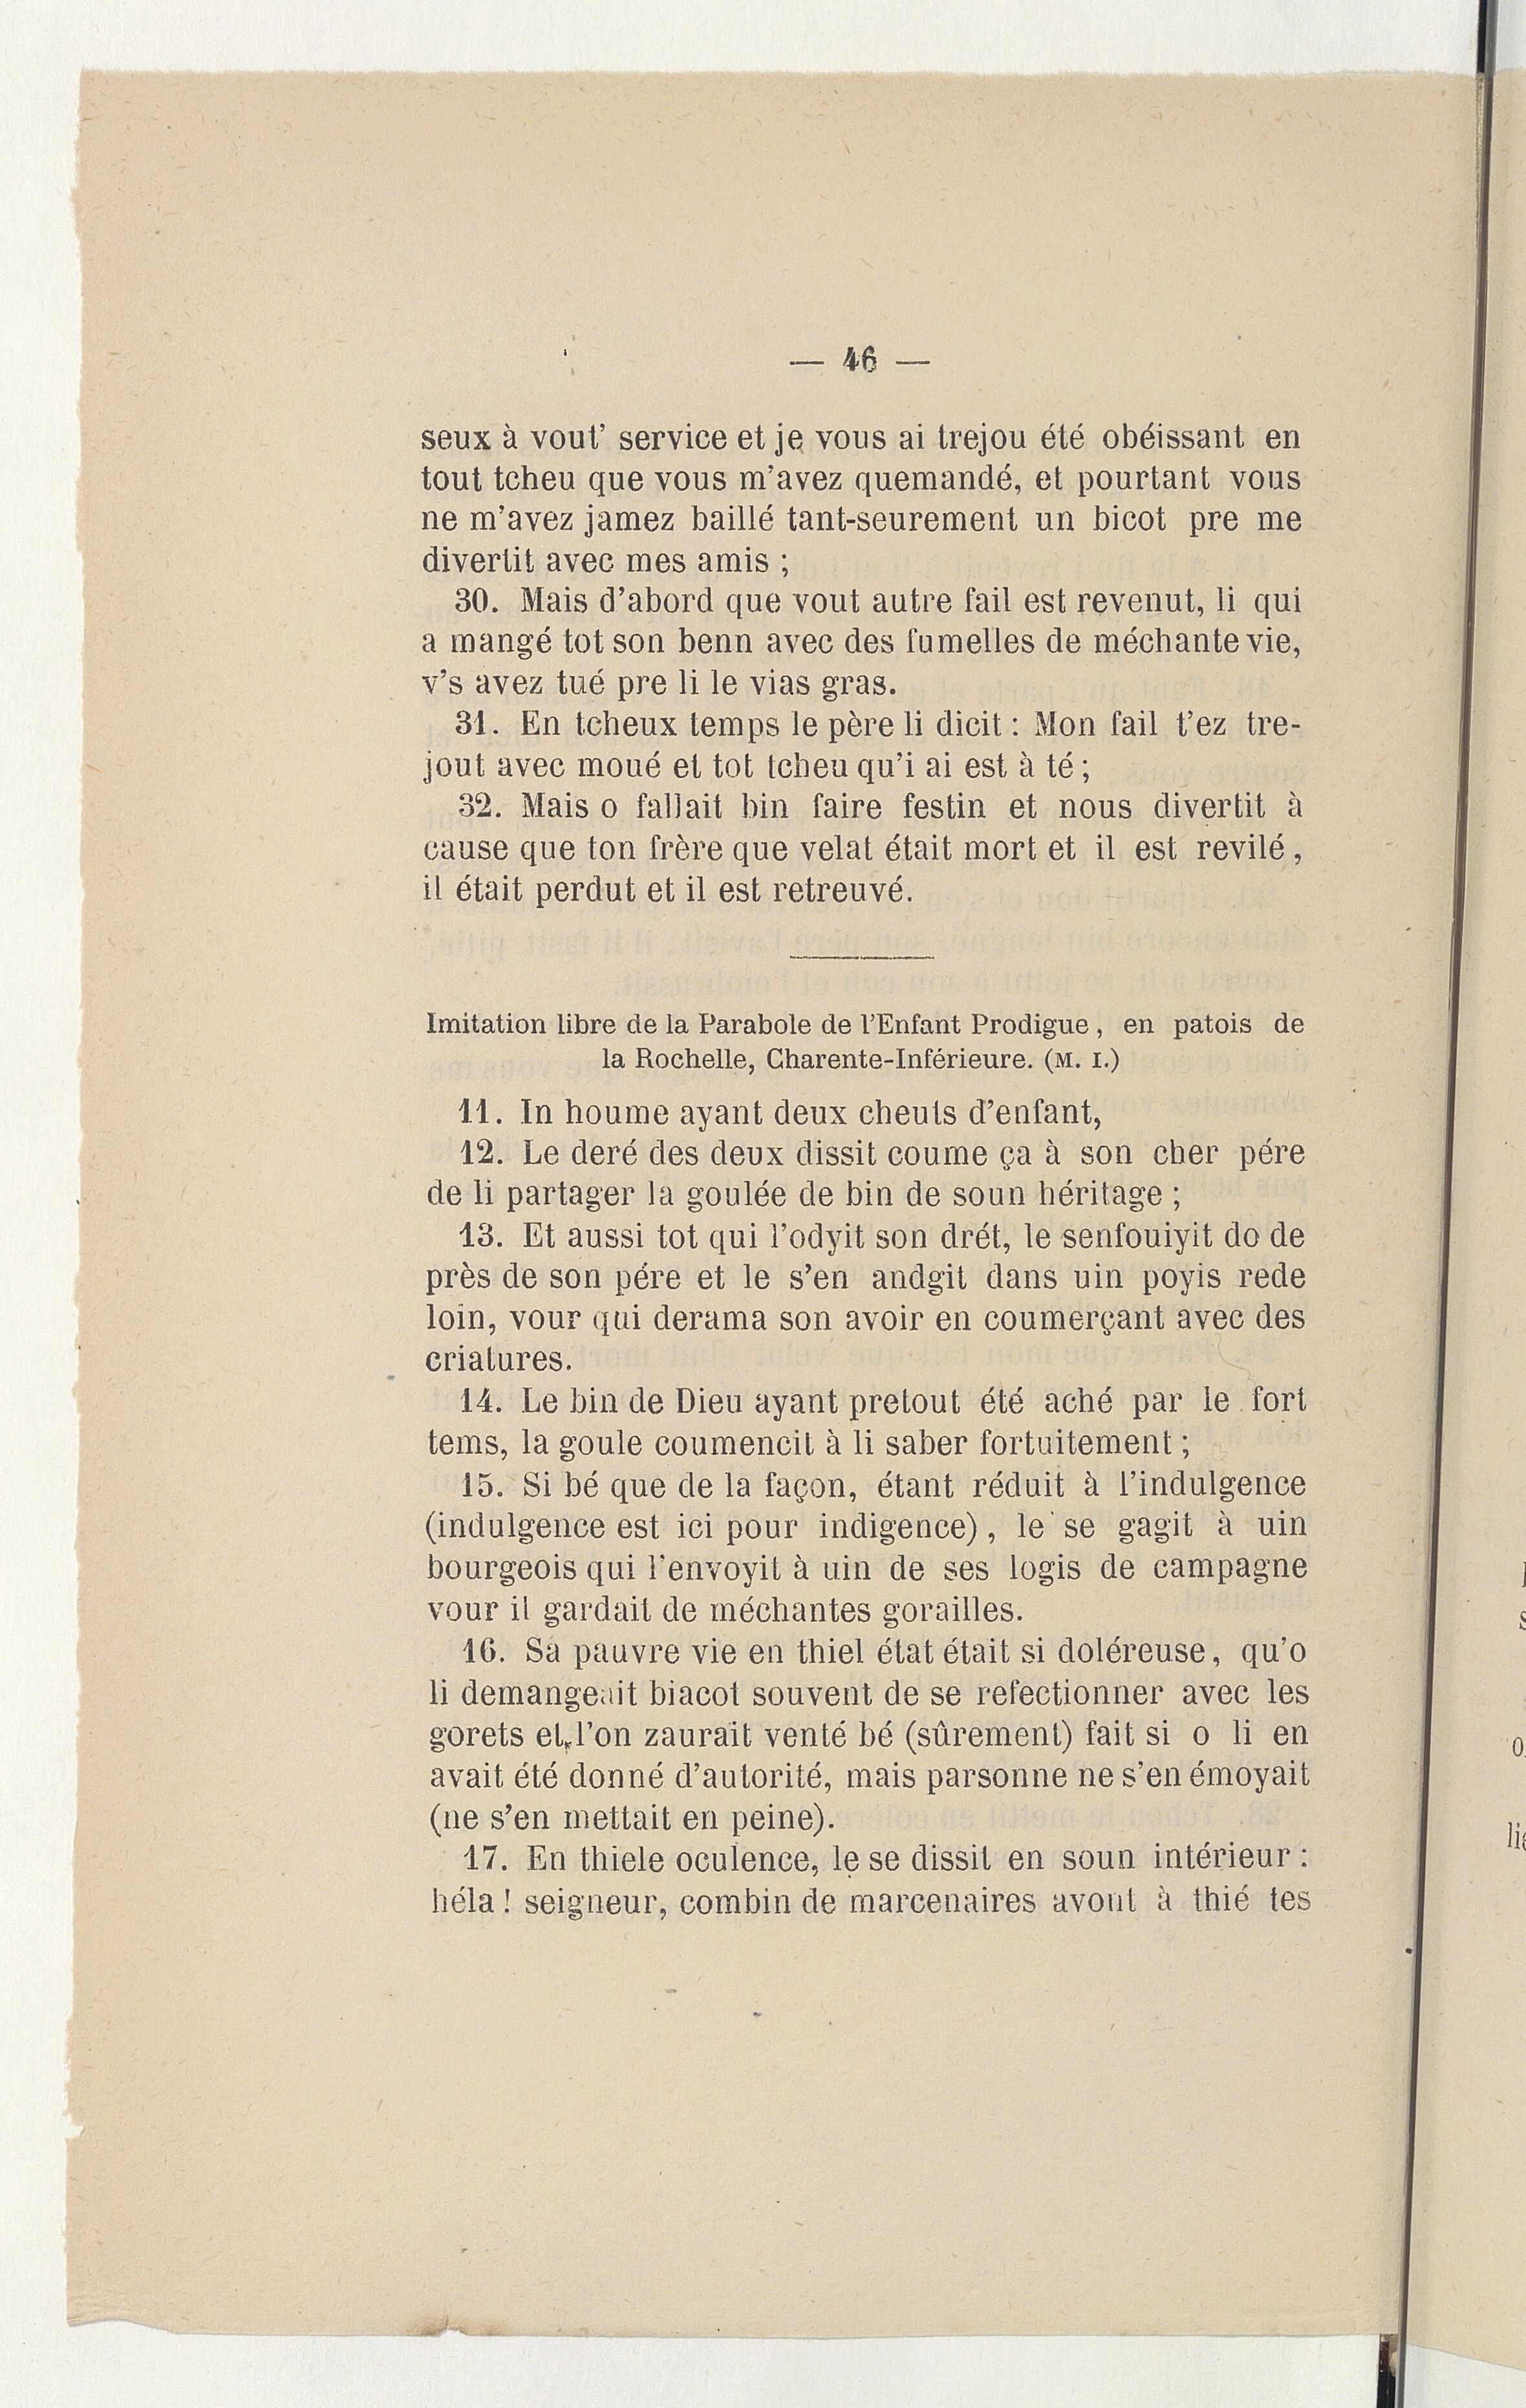 — 46 —
seux à vout' service et je vous ai trejou été obéissant en
tout tcheu que vous m'avez quemandé, et pourtant vous
ne m'avez jamez baillé tant-seurement un bicot pre me
divertit avec mes amis ;
30. Mais d'abord que vout autre fail est revenut, li qui
a mangé tot son benn avec des fumelles de méchante vie,
v's avez tué pre li le vias gras.
31. En tcheux temps le père li dicit : Mon fail t'ez tre-
jout avec moué et tot tcheu qu'i ai est à té ;
32. Mais o fallait bin faire festin et nous divertit à
cause que ton frère que velat était mort et il est revilé,
il était perdut et il est retreuvé.
Imitation libre de la Parabole de l'Enfant Prodigue, en patois de
la Rochelle, Charente-Inférieure. (M. I.)
11. In houme ayant deux cheuts d'enfant,
12. Le deré des deux dissit coume ça à son cher pére
de li partager la goulée de bin de soun héritage ;
13. Et aussi tot qui l'odyit son drét, le senfouiyit do de
près de son pére et le s'en andgit dans uin poyis rede
loin, vour qui derama son avoir en coumerçant avec des
criatures.
14. Le bin de Dieu ayant pretout été aché par le fort
tems, la goule coumencit à li saber fortuitement ;
15. Si bé que de la façon, étant réduit à l'indulgence
(indulgence est ici pour indigence), le se gagit à uin
bourgeois qui l'envoyit à uin de ses logis de campagne
vour il gardait de méchantes gorailles.
16. Sa pauvre vie en thiel état était si doléreuse, qu'o
li demangeait biacot souvent de se refectionner avec les
gorets et l'on zaurait venté bé (sûrement) fait si o li en
avait été donné d'autorité, mais parsonne ne s'en émoyait
(ne s'en mettait en peine).
17. En thiele oculence, le se dissit en soun intérieur :
héla ! seigneur, combin de marcenaires avont à thié tes